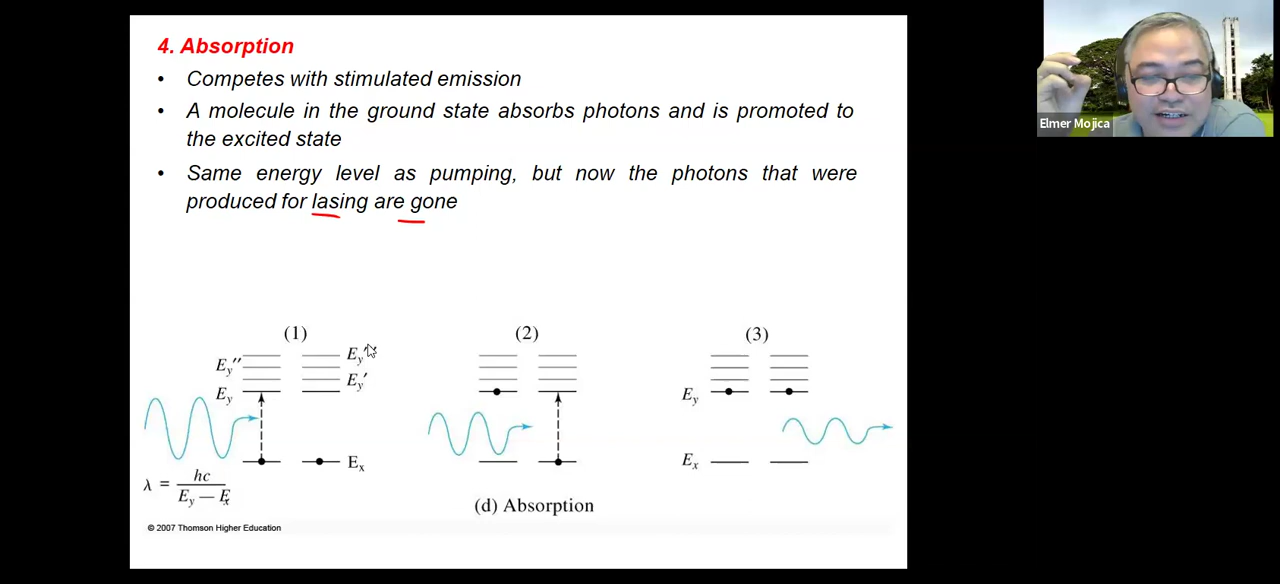 4. Absorption
• Competes with stimulated emission
• A molecule in the ground state absorbs photons and is promoted to
the excited state
• Same energy level as pumping, but now the photons that were
produced for lasing are gone
Elmer Mojica
(1)
(2)
(3)
Ey″
Ey
Ey
Ey′
Ex
λ = hc
Ey — Ex
Ey
Ex
(d) Absorption
© 2007 Thomson Higher Education